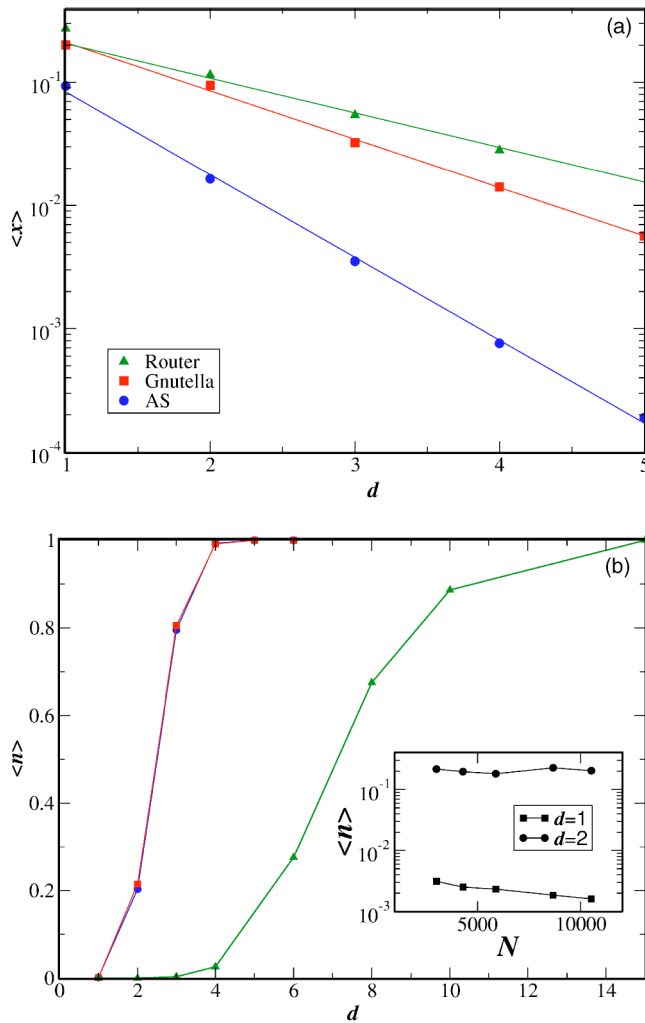 (a)
10⁻¹
10⁻²
10⁻³
10⁻⁴
<x>
Router
Gnutella
AS
1 2 3 4 5
d
(b)
1
0.8
0.6
0.4
0.2
0
<n>
0 2 4 6 8 10 12 14
d
10⁻¹
10⁻²
10⁻³
<n>
d=1
d=2
5000 10000
N